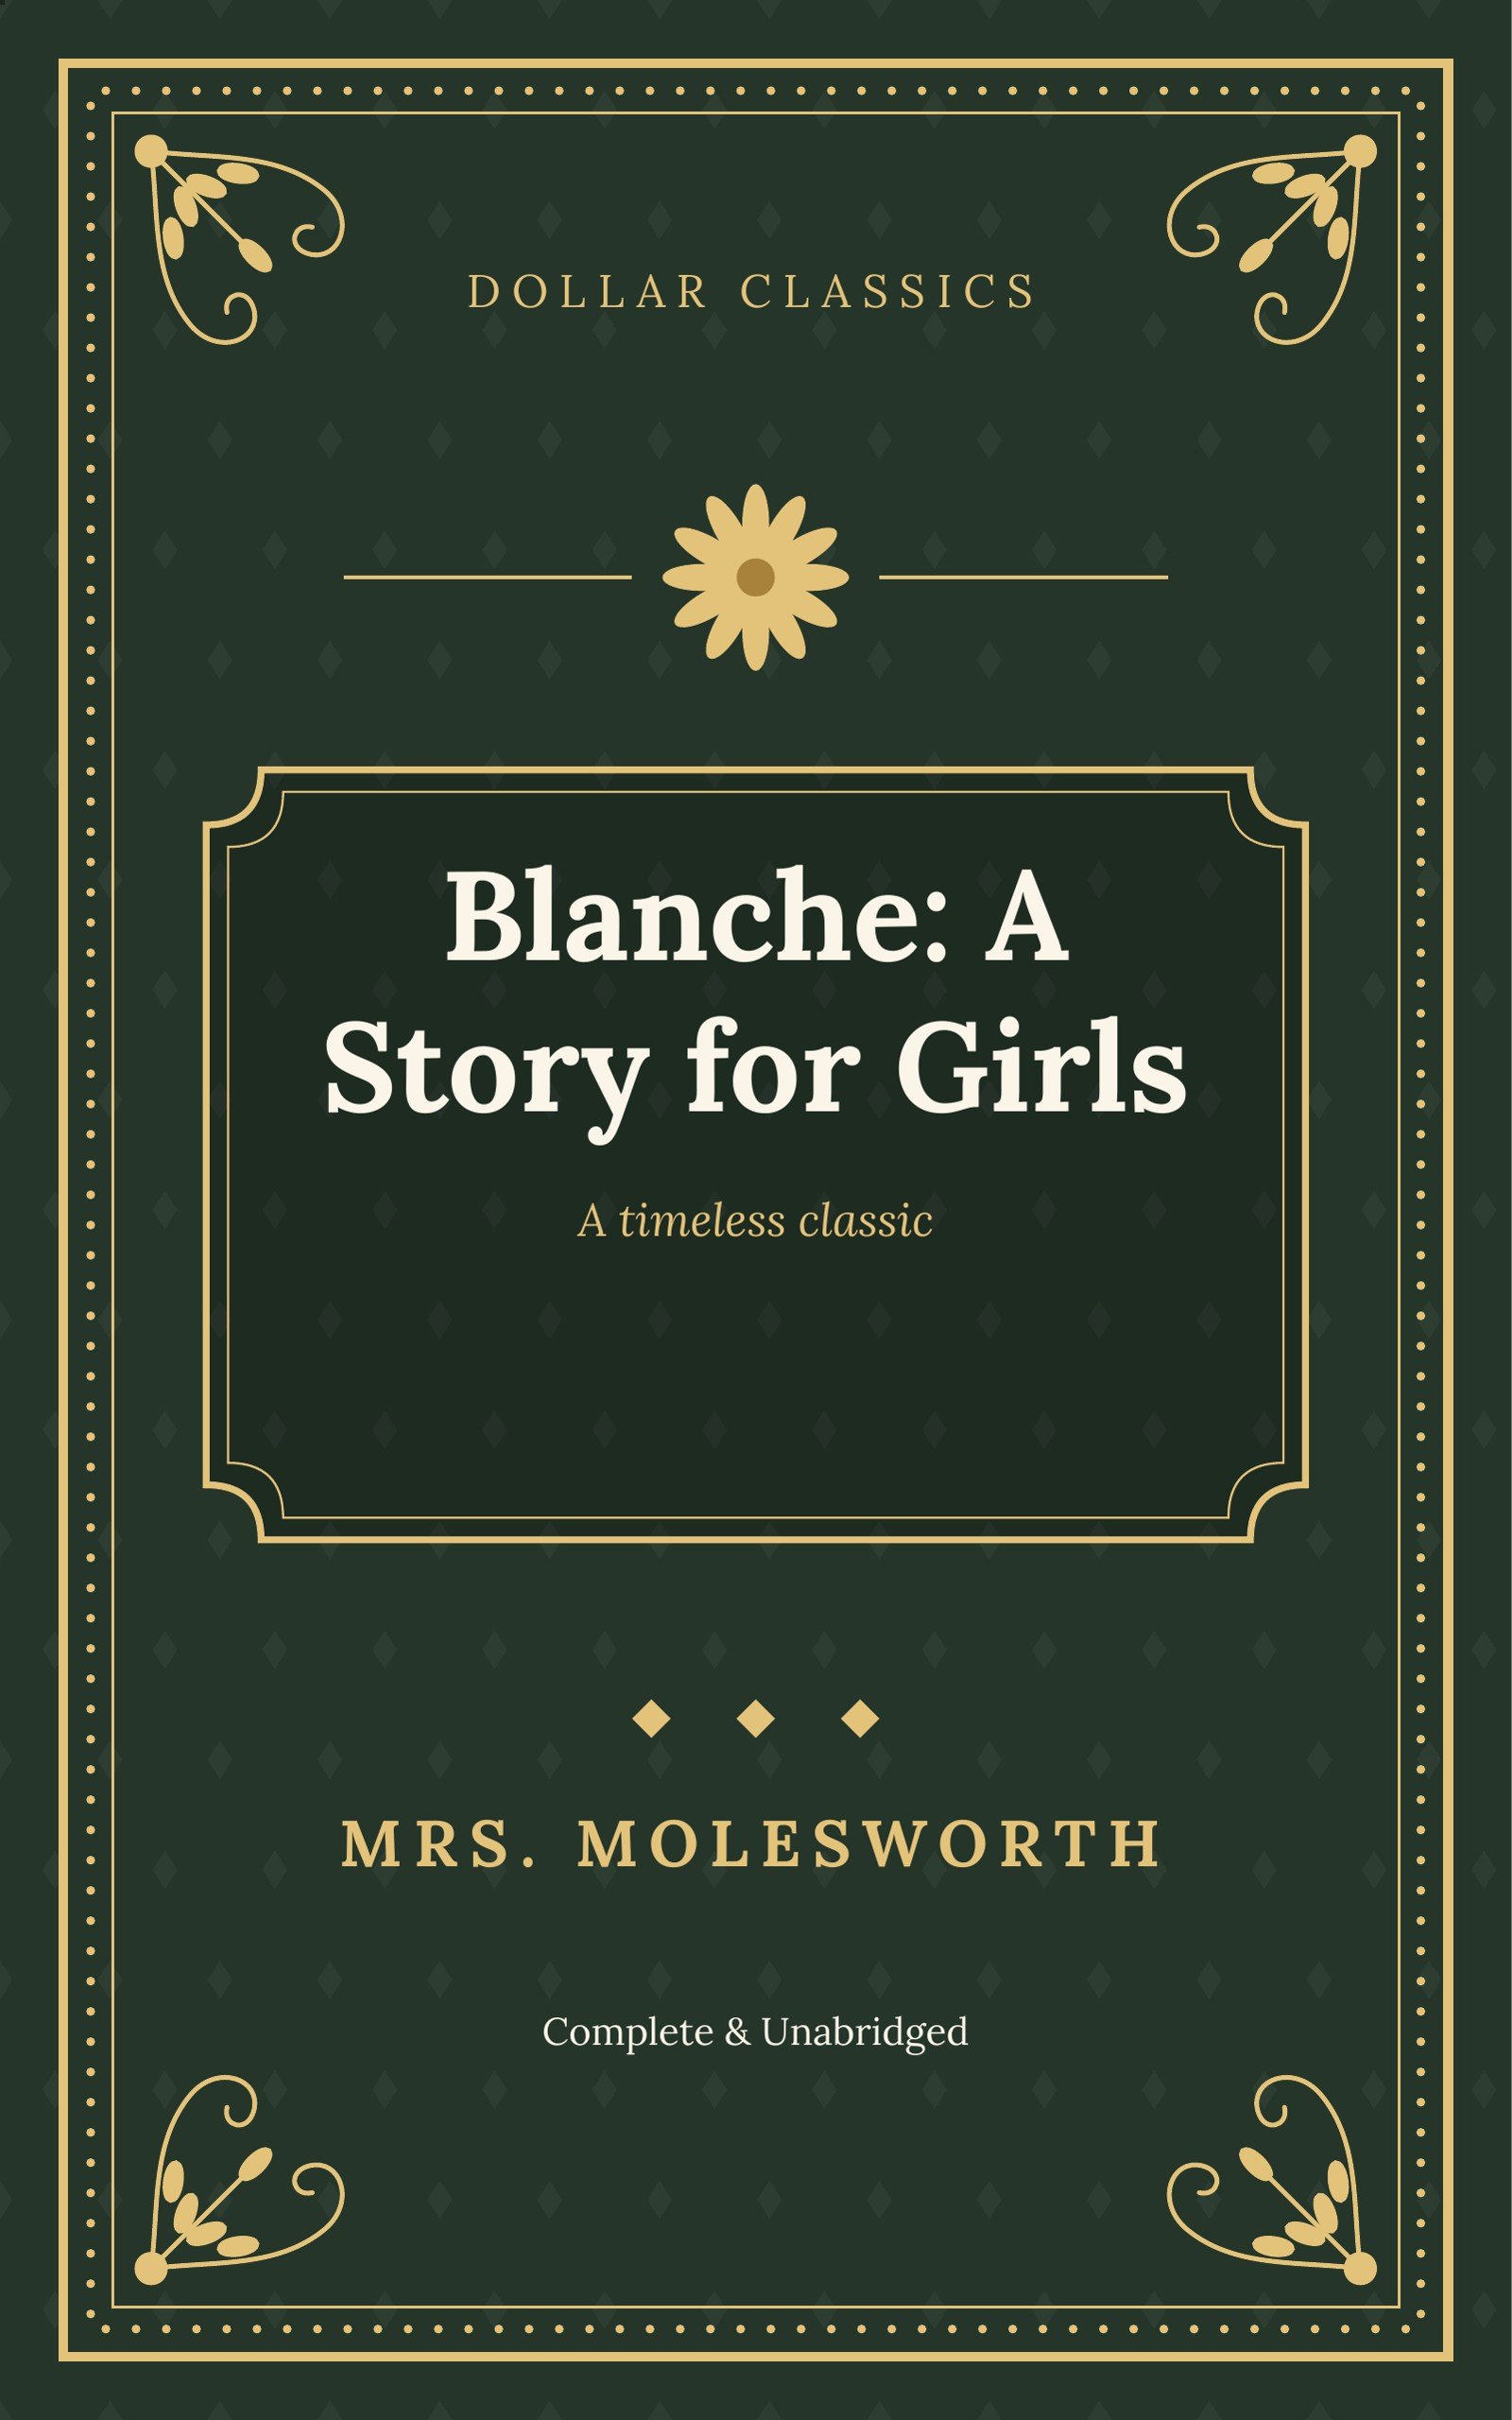 DOLLAR CLASSICS
Blanche: A
Story for Girls
A timeless classic
MRS. MOLESWORTH
Complete & Unabridged